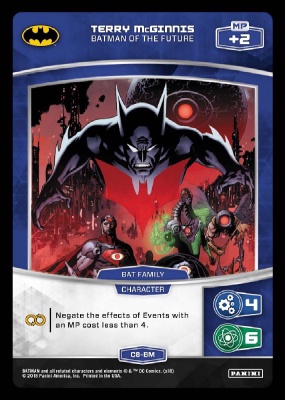 TERRY McGINNIS
BATMAN OF THE FUTURE
MP
+2
BAT FAMILY
CHARACTER
Negate the effects of Events with
an MP cost less than 4.
4
6
CB-BM
BATMAN and all related characters and elements © & ™ DC Comics. (s18)
© 2018 Panini America, Inc. Printed in the USA.
PANINI